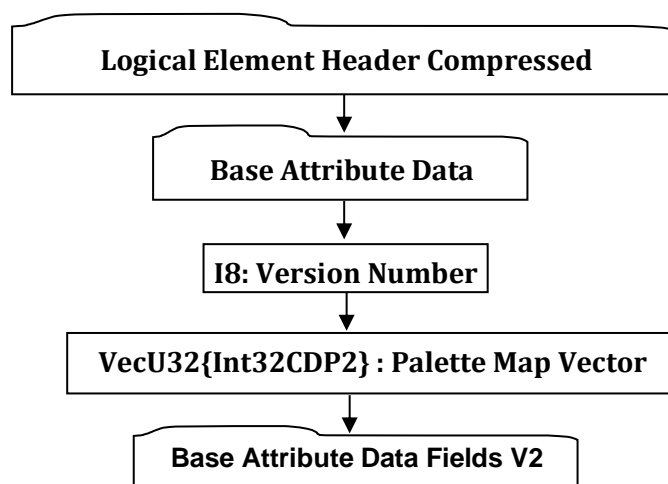 Logical Element Header Compressed
Base Attribute Data
I8: Version Number
VecU32{Int32CDP2} : Palette Map Vector
Base Attribute Data Fields V2